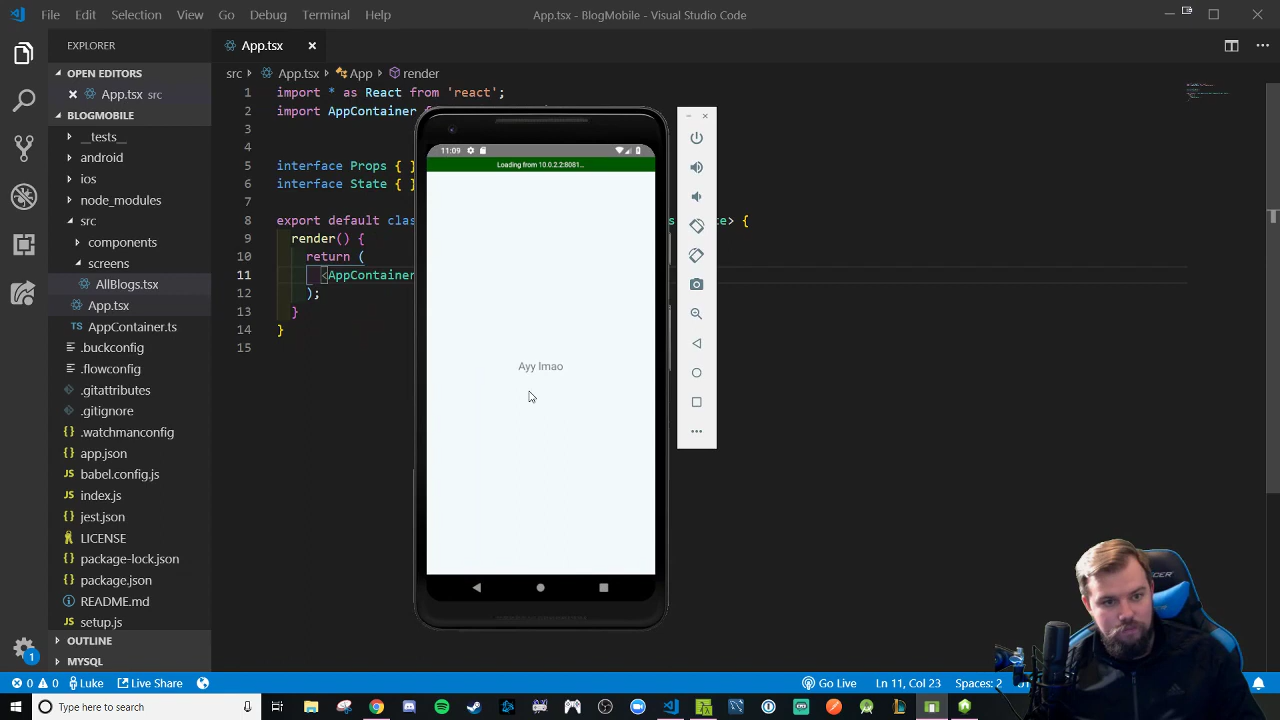 File Edit Selection View Go Debug Terminal Help
App.tsx - BlogMobile - Visual Studio Code
EXPLORER
OPEN EDITORS
App.tsx src
BLOGMOBILE
__tests__
android
ios
node_modules
src
components
screens
AllBlogs.tsx
App.tsx
TS AppContainer.ts
.buckconfig
.flowconfig
.gitattributes
.gitignore
{} .watchmanconfig
{} app.json
JS babel.config.js
JS index.js
{} jest.json
LICENSE
{} package-lock.json
{} package.json
README.md
JS setup.js
OUTLINE
MYSQL
App.tsx
src > App.tsx > App > render
1 import * as React from 'react';
2 import AppContainer
3
4
5 interface Props { }
6 interface State { }
7
8 export default clas te> {
9 render() {
10 return (
11 <AppContainer
12 );
13 }
14 }
15
11:09
Loading from 10.0.2.2:8081...
Ayy lmao
1
0 0 Luke Live Share
Go Live Ln 11, Col 23 Spaces: 2
Type here to search